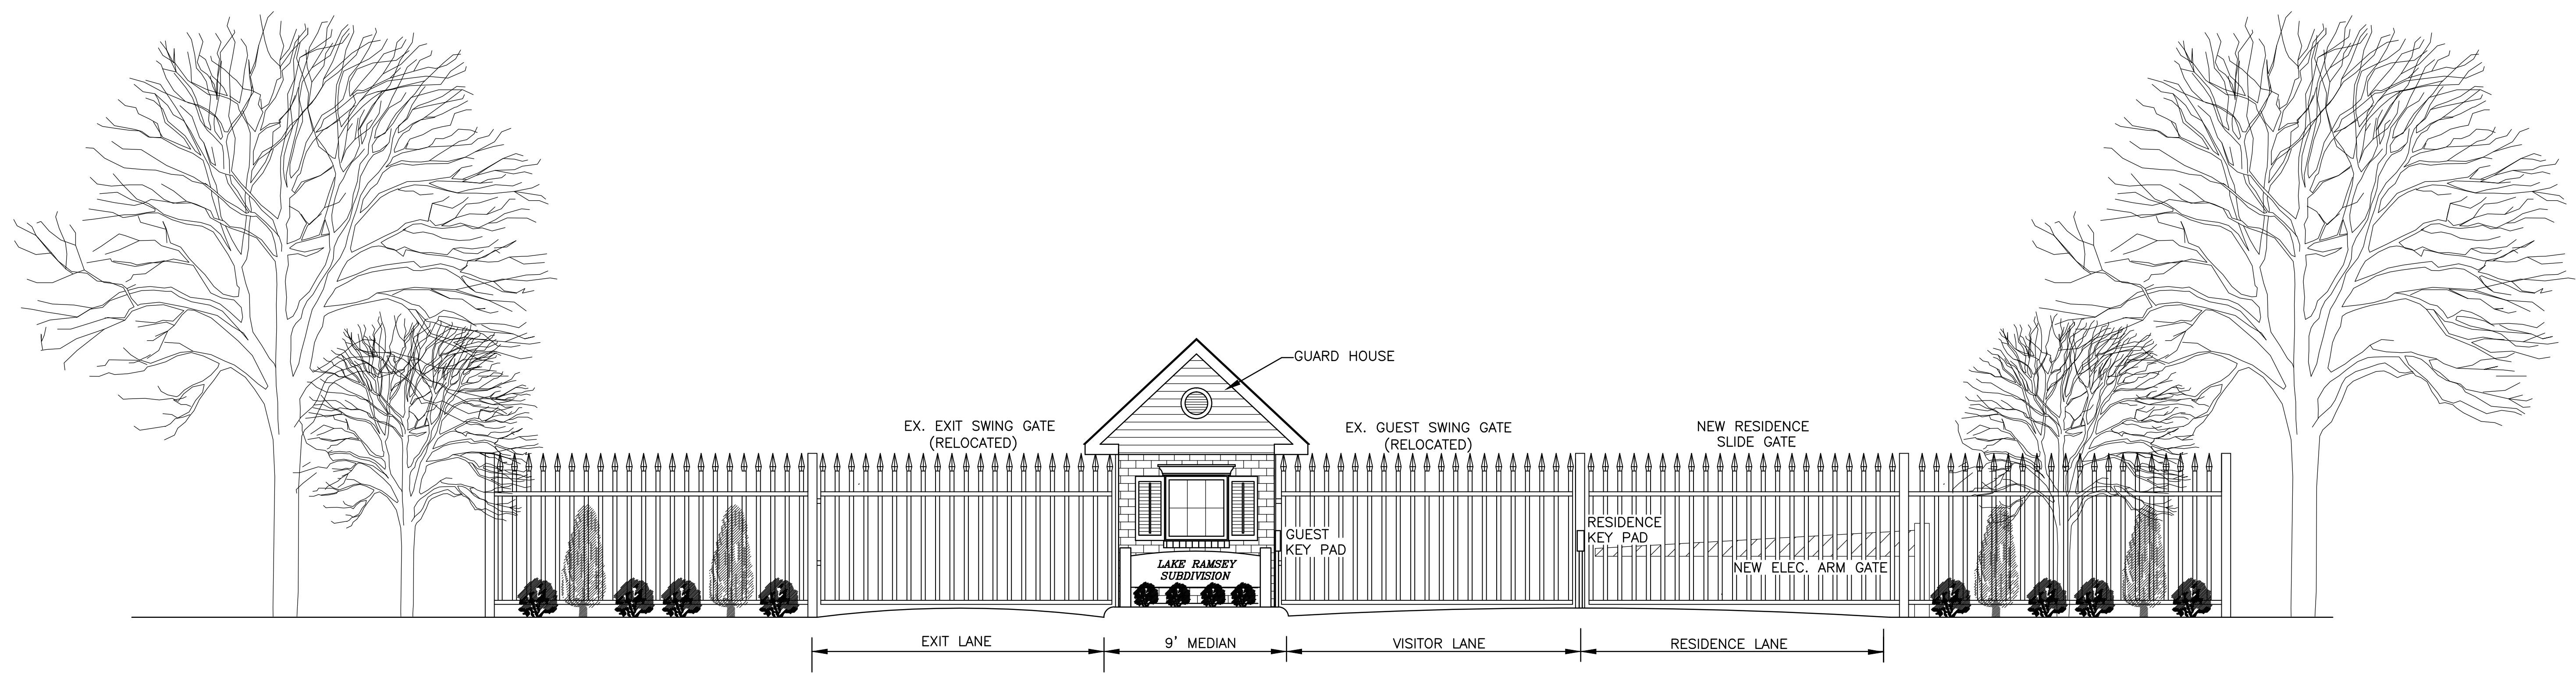 GUARD HOUSE
EX. EXIT SWING GATE
(RELOCATED)
EX. GUEST SWING GATE
(RELOCATED)
NEW RESIDENCE
SLIDE GATE
GUEST
KEY PAD
RESIDENCE
KEY PAD
NEW ELEC. ARM GATE
LAKE RAMSEY
SUBDIVISION
EXIT LANE
9' MEDIAN
VISITOR LANE
RESIDENCE LANE